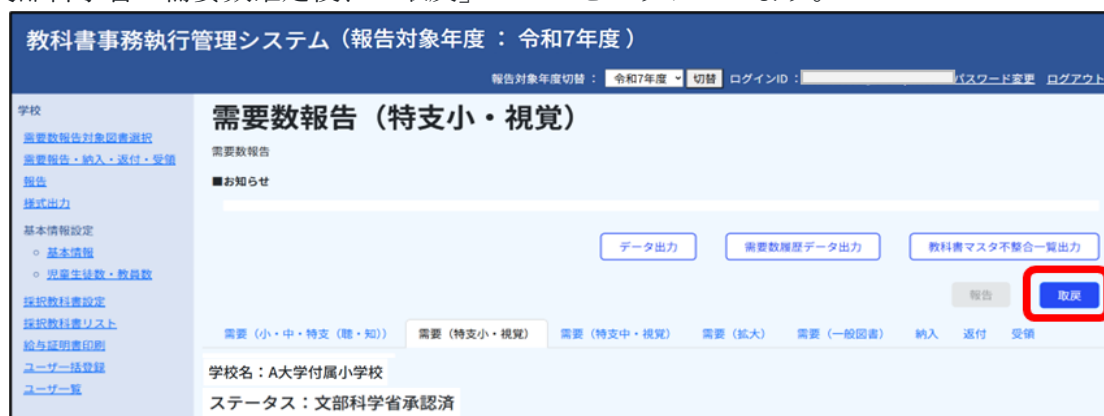 教科書事務執行管理システム（報告対象年度 ： 令和7年度 ）
報告対象年度切替 ： 令和7年度 切替 ログインID ： パスワード変更 ログアウト
学校
需要数報告対象図書選択
需要報告・納入・返付・受領
報告
様式出力
基本情報設定
基本情報
児童生徒数・教員数
採択教科書設定
採択教科書リスト
給与証明書印刷
ユーザ一括登録
ユーザ一覧
需要数報告（特支小・視覚）
需要数報告
■お知らせ
データ出力 需要数履歴データ出力 教科書マスタ不整合一覧出力
報告 取戻
需要（小・中・特支（聴・知）） 需要（特支小・視覚） 需要（特支中・視覚） 需要（拡大） 需要（一般図書） 納入 返付 受領
学校名：A大学付属小学校
ステータス：文部科学省承認済